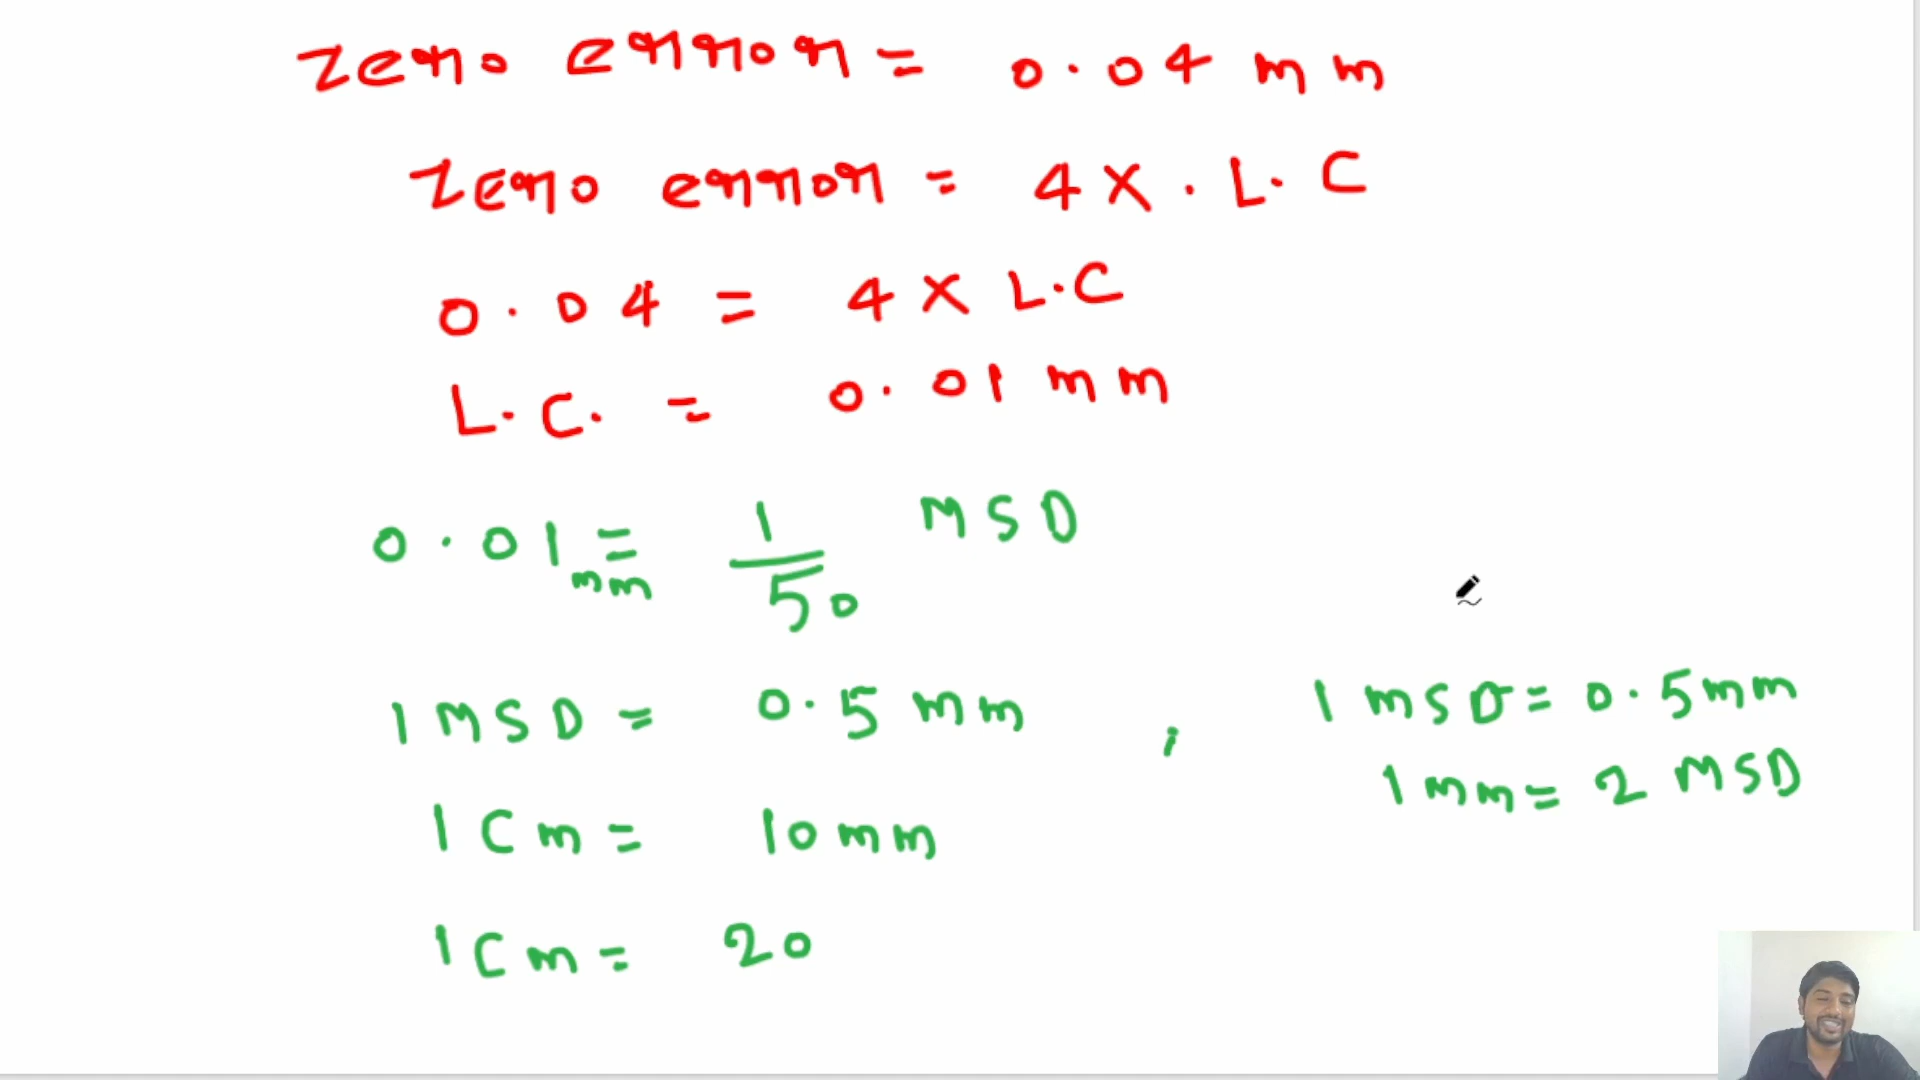 Zero error = 0.04 mm
Zero error = 4 X . L.C
0.04 = 4 X L.C
L.C. = 0.01 mm
0.01 mm = 1/50 MSD
1 MSD = 0.5 mm , 1 MSD = 0.5 mm
1 mm = 2 MSD
1 Cm = 10 mm
1 Cm = 20